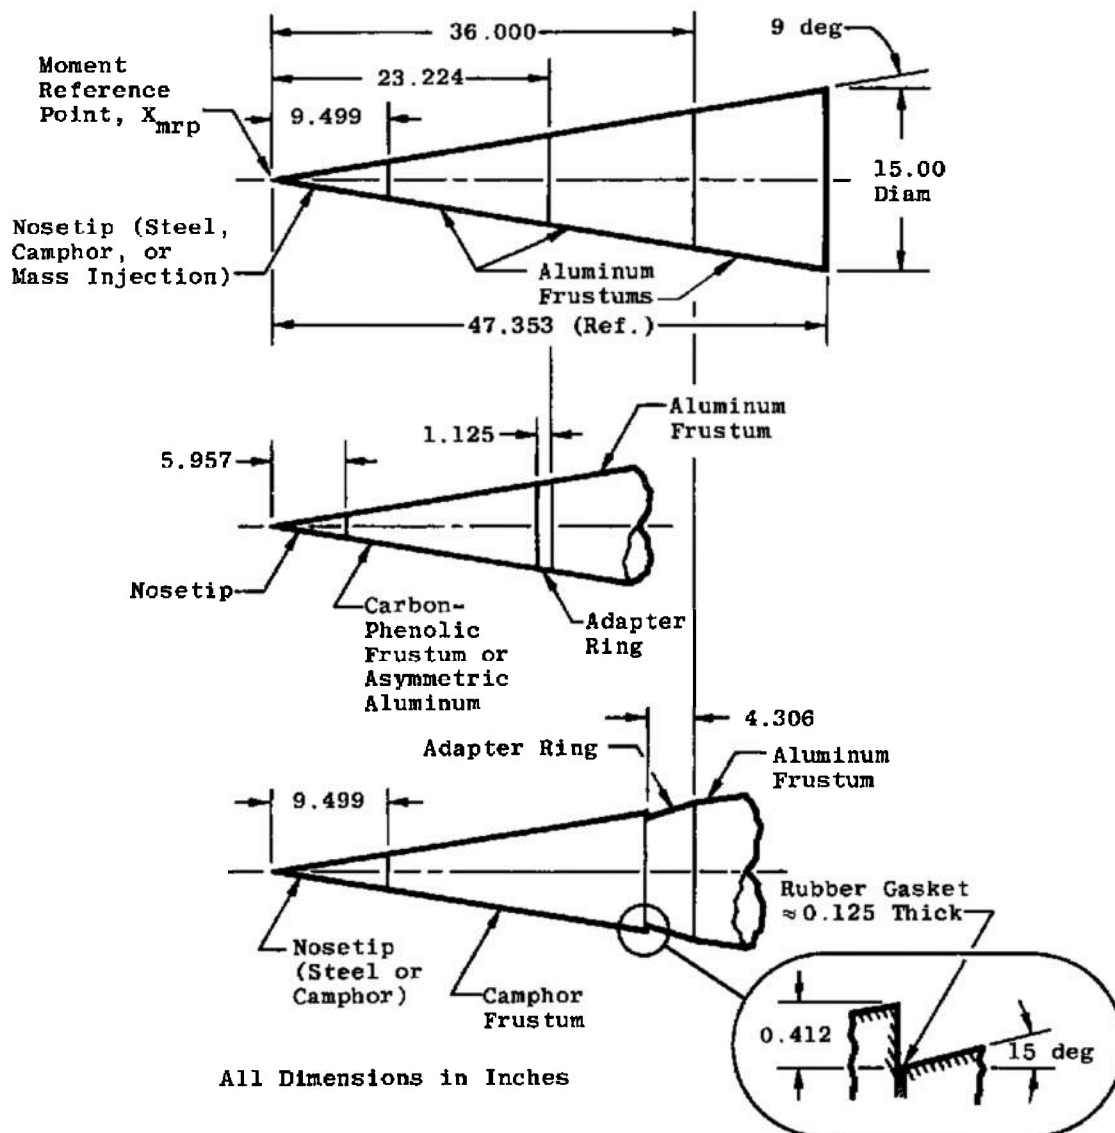 36.000
9 deg
Moment
Reference
Point, Xmrp
23.224
9.499
15.00
Diam
Nosetip (Steel,
Camphor, or
Mass Injection)
Aluminum
Frustums
47.353 (Ref.)
Aluminum
Frustum
1.125
5.957
Nosetip
Carbon-
Phenolic
Frustum or
Asymmetric
Aluminum
Adapter
Ring
4.306
Adapter Ring
Aluminum
Frustum
9.499
Rubber Gasket
≈0.125 Thick
Nosetip
(Steel or
Camphor)
Camphor
Frustum
0.412
15 deg
All Dimensions in Inches